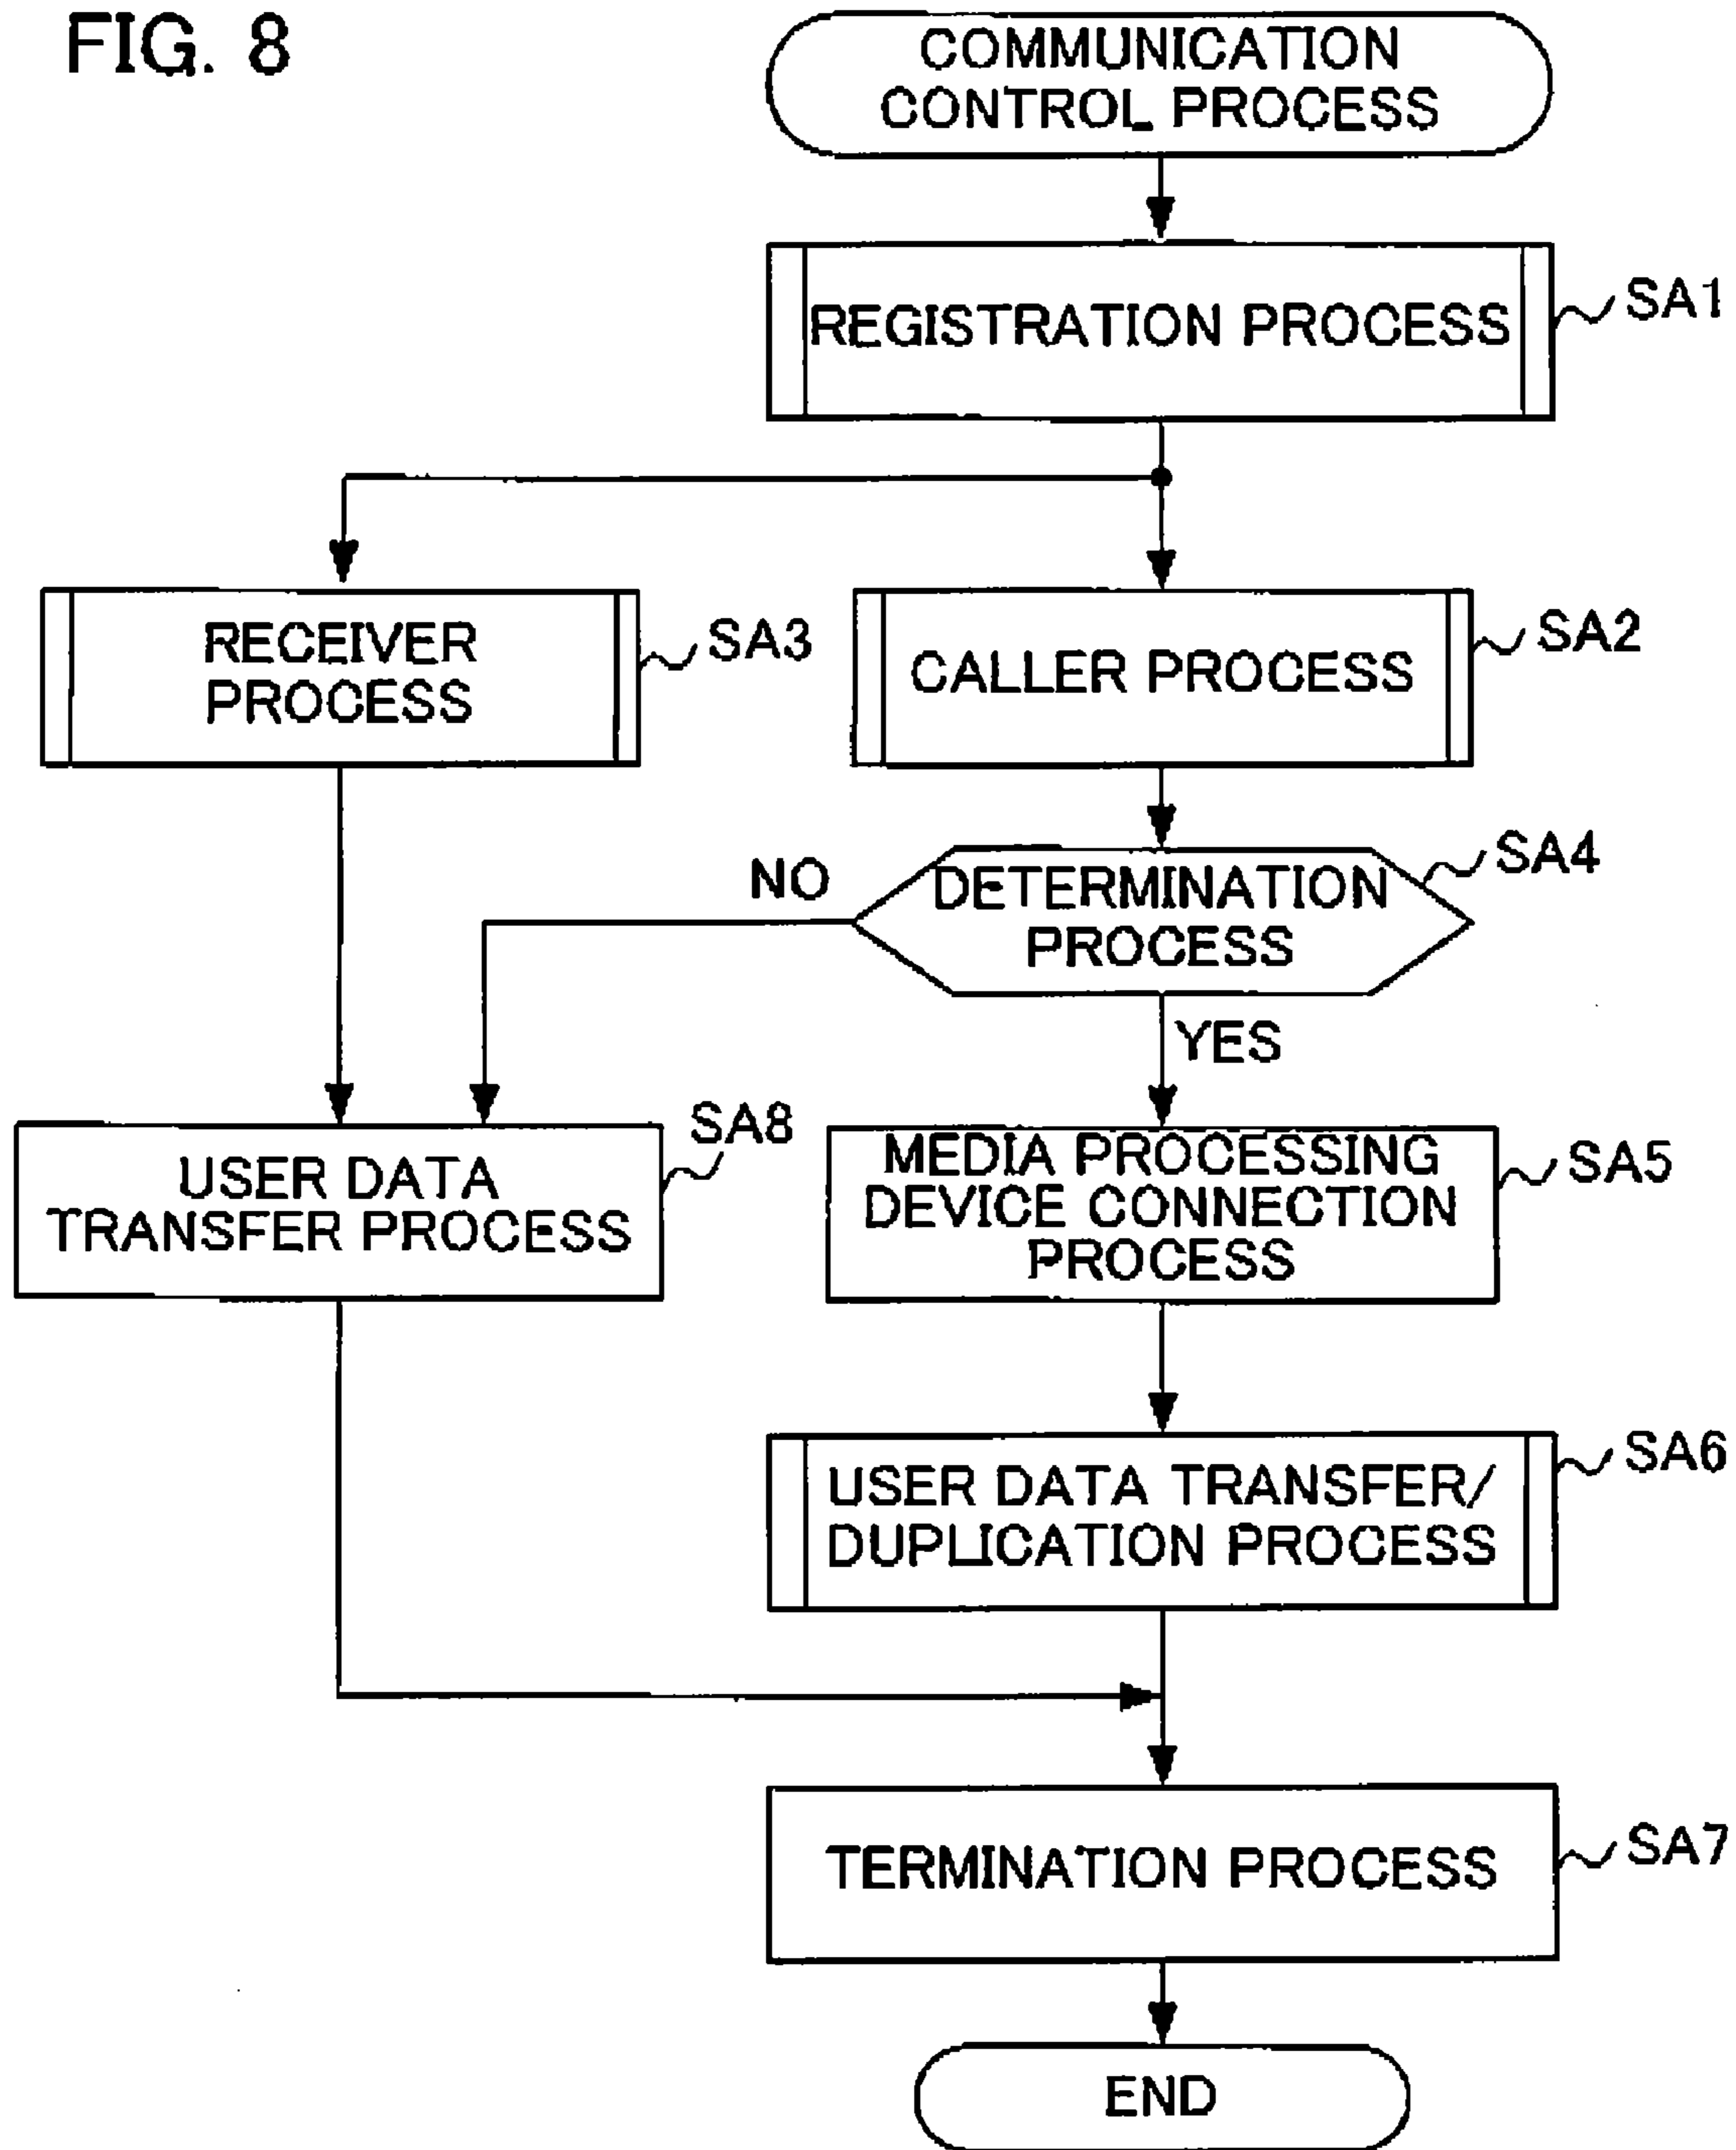 FIG. 8
COMMUNICATION
CONTROL PROCESS
REGISTRATION PROCESS
SA1
RECEIVER
PROCESS
SA3
CALLER PROCESS
SA2
NO
DETERMINATION
PROCESS
SA4
YES
USER DATA
TRANSFER PROCESS
SA8
MEDIA PROCESSING
DEVICE CONNECTION
PROCESS
SA5
USER DATA TRANSFER/
DUPLICATION PROCESS
SA6
TERMINATION PROCESS
SA7
END